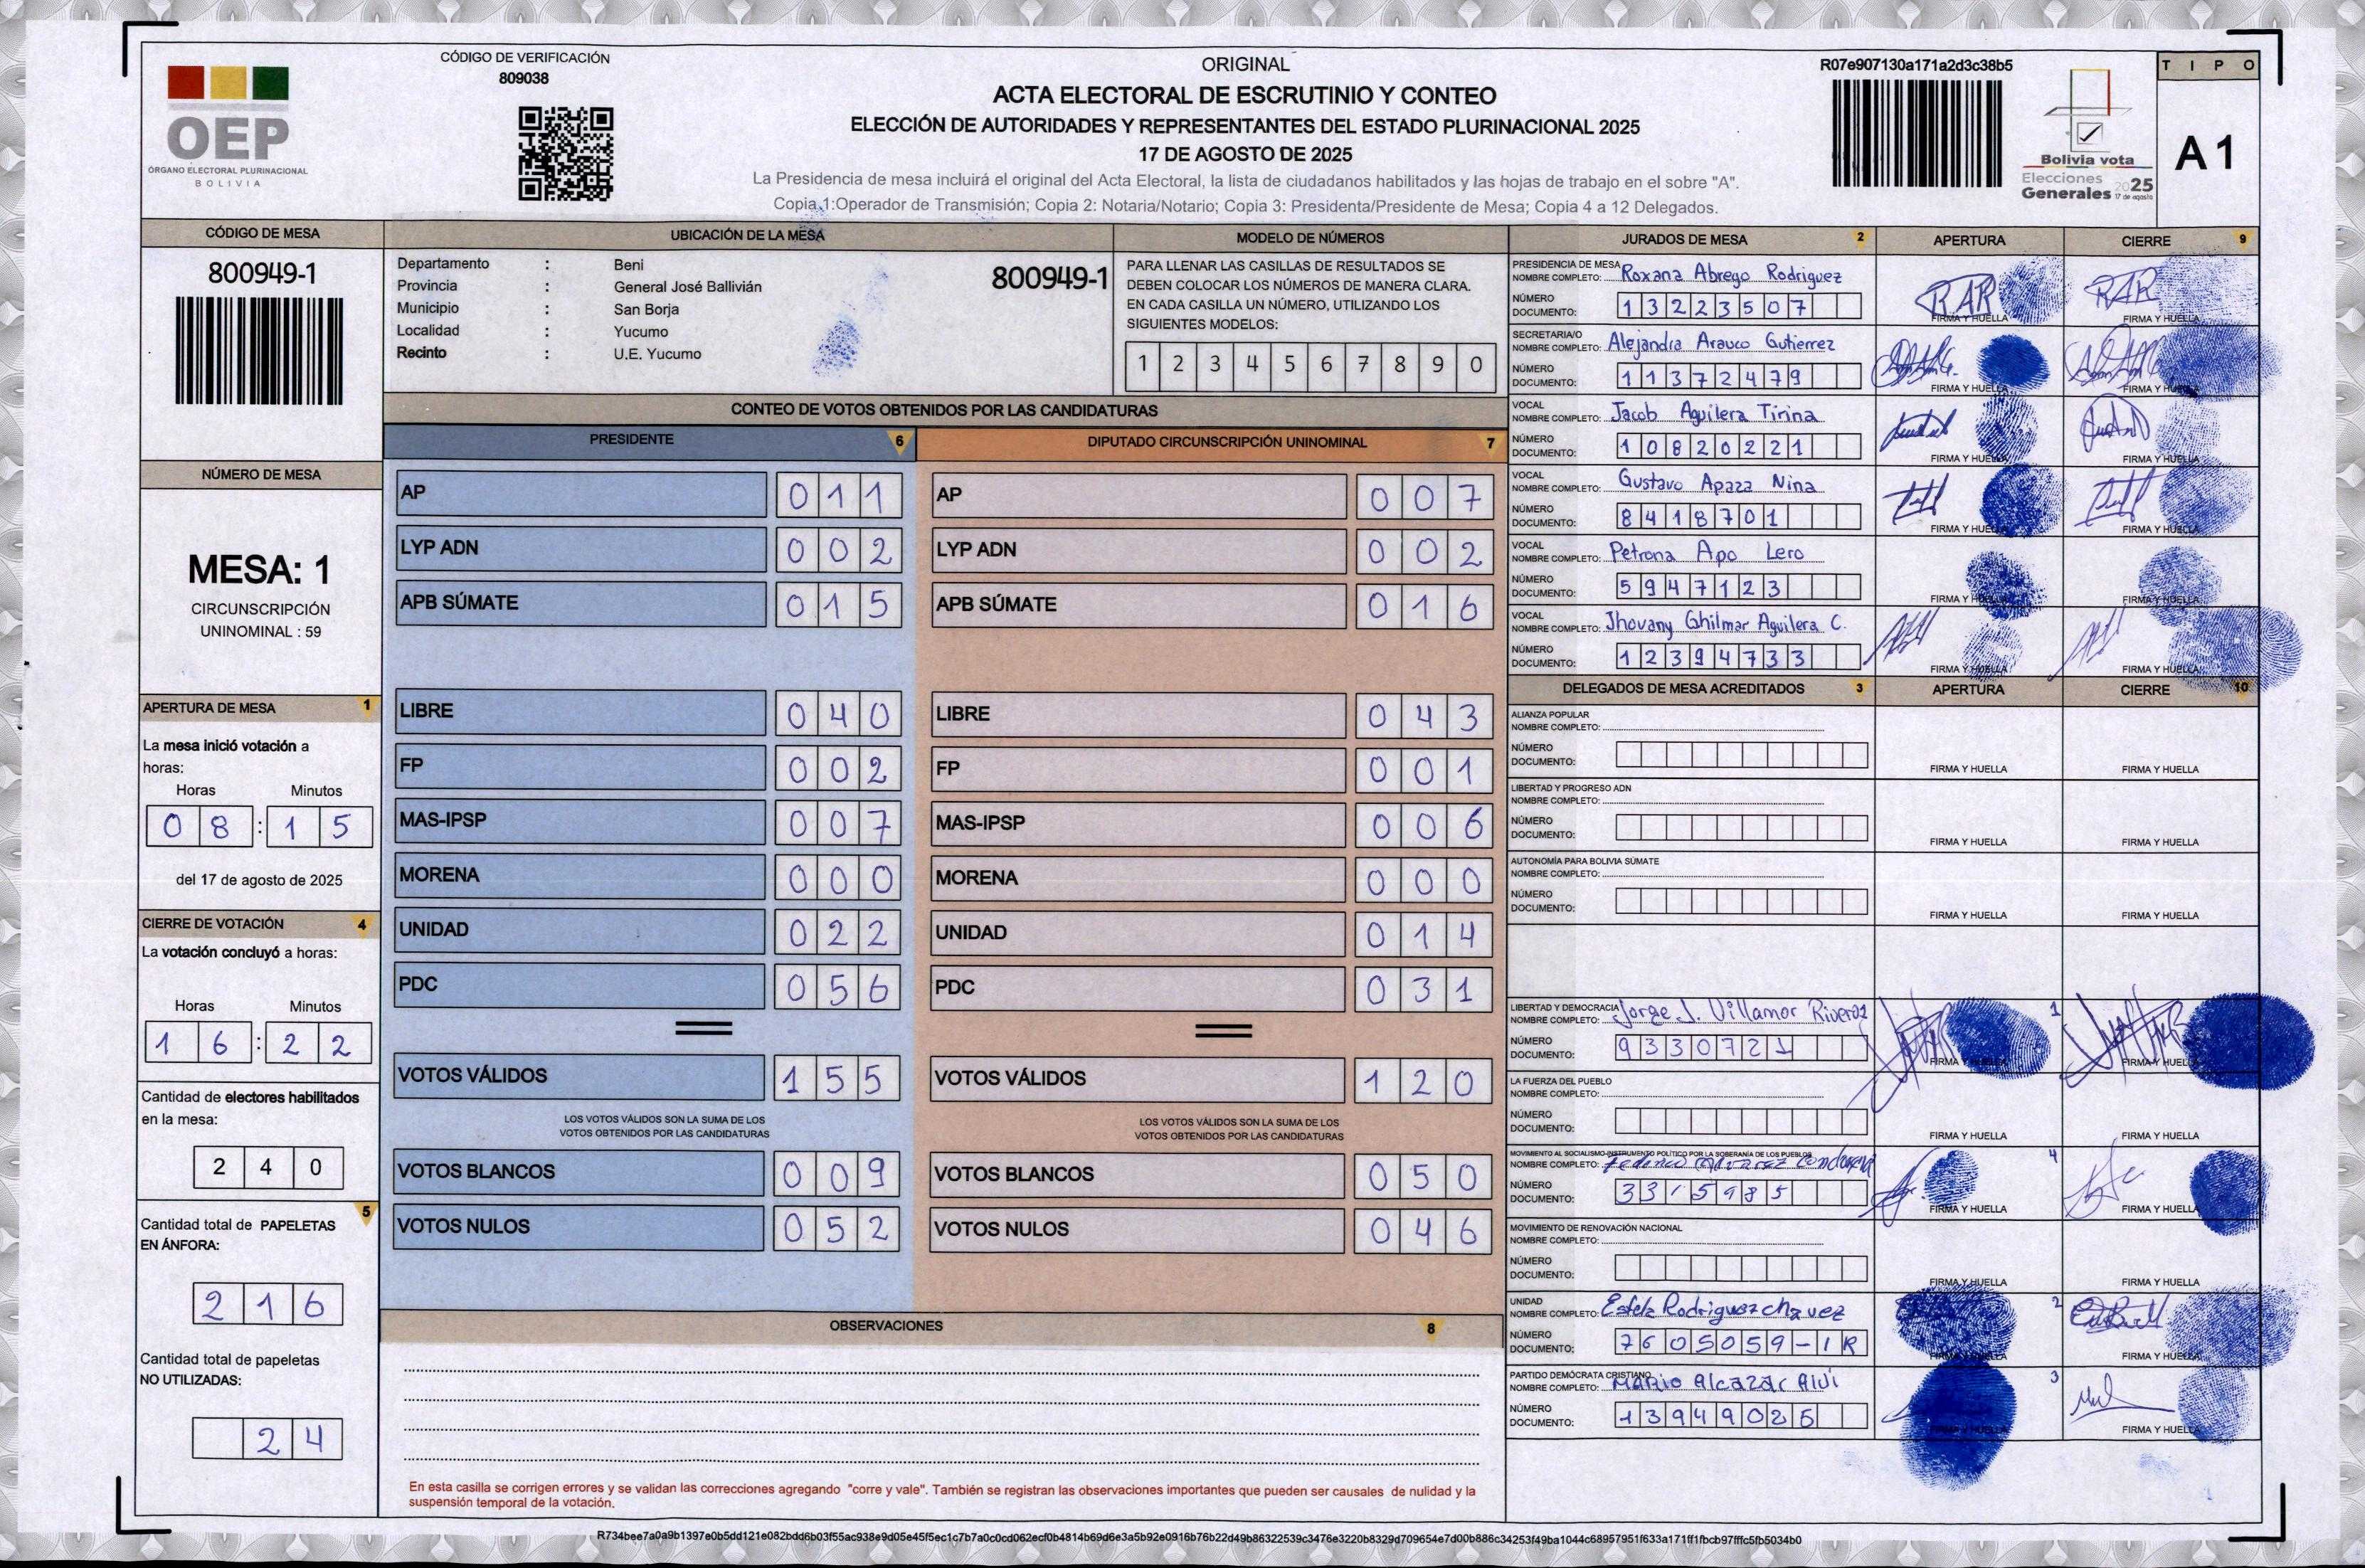 CÓDIGO DE VERIFICACIÓN
809038
OEP
ÓRGANO ELECTORAL PLURINACIONAL
BOLIVIA
ORIGINAL
ACTA ELECTORAL DE ESCRUTINIO Y CONTEO
ELECCIÓN DE AUTORIDADES Y REPRESENTANTES DEL ESTADO PLURINACIONAL 2025
17 DE AGOSTO DE 2025
La Presidencia de mesa incluirá el original del Acta Electoral, la lista de ciudadanos habilitados y las hojas de trabajo en el sobre "A".
Copia 1:Operador de Transmisión; Copia 2: Notaria/Notario; Copia 3: Presidenta/Presidente de Mesa; Copia 4 a 12 Delegados.
R07e907130a171a2d3c38b5
Bolivia vota
Elecciones
Generales 2025
17 de agosto
TIPO
A1
CÓDIGO DE MESA
800949-1
UBICACIÓN DE LA MESA
Departamento : Beni
Provincia : General José Ballivián
Municipio : San Borja
Localidad : Yucumo
Recinto : U.E. Yucumo
800949-1
MODELO DE NÚMEROS
PARA LLENAR LAS CASILLAS DE RESULTADOS SE
DEBEN COLOCAR LOS NÚMEROS DE MANERA CLARA.
EN CADA CASILLA UN NÚMERO, UTILIZANDO LOS
SIGUIENTES MODELOS:
1 2 3 4 5 6 7 8 9 0
NÚMERO DE MESA
MESA: 1
CIRCUNSCRIPCIÓN
UNINOMINAL : 59
APERTURA DE MESA 1
La mesa inició votación a
horas:
Horas Minutos
08 : 15
del 17 de agosto de 2025
CIERRE DE VOTACIÓN 4
La votación concluyó a horas:
Horas Minutos
16 : 22
Cantidad de electores habilitados
en la mesa:
240
5
Cantidad total de PAPELETAS
EN ÁNFORA:
216
Cantidad total de papeletas
NO UTILIZADAS:
24
CONTEO DE VOTOS OBTENIDOS POR LAS CANDIDATURAS
PRESIDENTE 6
AP 011
LYP ADN 002
APB SÚMATE 015
LIBRE 040
FP 002
MAS-IPSP 007
MORENA 000
UNIDAD 022
PDC 056
VOTOS VÁLIDOS 155
LOS VOTOS VÁLIDOS SON LA SUMA DE LOS
VOTOS OBTENIDOS POR LAS CANDIDATURAS
VOTOS BLANCOS 009
VOTOS NULOS 052
DIPUTADO CIRCUNSCRIPCIÓN UNINOMINAL 7
AP 007
LYP ADN 002
APB SÚMATE 016
LIBRE 043
FP 001
MAS-IPSP 006
MORENA 000
UNIDAD 014
PDC 031
VOTOS VÁLIDOS 120
LOS VOTOS VÁLIDOS SON LA SUMA DE LOS
VOTOS OBTENIDOS POR LAS CANDIDATURAS
VOTOS BLANCOS 050
VOTOS NULOS 046
OBSERVACIONES 8
En esta casilla se corrigen errores y se validan las correcciones agregando "corre y vale". También se registran las observaciones importantes que pueden ser causales de nulidad y la
suspensión temporal de la votación.
JURADOS DE MESA 2 APERTURA CIERRE 9
PRESIDENCIA DE MESA
NOMBRE COMPLETO: Roxana Abrego Rodriguez
NÚMERO
DOCUMENTO: 13223507
FIRMA Y HUELLA FIRMA Y HUELLA
SECRETARIA/O
NOMBRE COMPLETO: Alejandra Arauco Gutierrez
NÚMERO
DOCUMENTO: 11372479
FIRMA Y HUELLA FIRMA Y HUELLA
VOCAL
NOMBRE COMPLETO: Jacob Aguilera Tirina
NÚMERO
DOCUMENTO: 10820221
FIRMA Y HUELLA FIRMA Y HUELLA
VOCAL
NOMBRE COMPLETO: Gustavo Apaza Nina
NÚMERO
DOCUMENTO: 8418701
FIRMA Y HUELLA FIRMA Y HUELLA
VOCAL
NOMBRE COMPLETO: Petrona Apo Lero
NÚMERO
DOCUMENTO: 5947123
FIRMA Y HUELLA FIRMA Y HUELLA
VOCAL
NOMBRE COMPLETO: Jhovany Ghilmar Aguilera C.
NÚMERO
DOCUMENTO: 12394733
FIRMA Y HUELLA FIRMA Y HUELLA
DELEGADOS DE MESA ACREDITADOS 3 APERTURA CIERRE 10
ALIANZA POPULAR
NOMBRE COMPLETO:
NÚMERO
DOCUMENTO:
FIRMA Y HUELLA FIRMA Y HUELLA
LIBERTAD Y PROGRESO ADN
NOMBRE COMPLETO:
NÚMERO
DOCUMENTO:
FIRMA Y HUELLA FIRMA Y HUELLA
AUTONOMÍA PARA BOLIVIA SÚMATE
NOMBRE COMPLETO:
NÚMERO
DOCUMENTO:
FIRMA Y HUELLA FIRMA Y HUELLA
LIBERTAD Y DEMOCRACIA
NOMBRE COMPLETO: Jorge J. Villamor Rivero
NÚMERO
DOCUMENTO: 9330721
1
FIRMA Y HUELLA FIRMA Y HUELLA
LA FUERZA DEL PUEBLO
NOMBRE COMPLETO:
NÚMERO
DOCUMENTO:
FIRMA Y HUELLA FIRMA Y HUELLA
MOVIMIENTO AL SOCIALISMO-INSTRUMENTO POLÍTICO POR LA SOBERANÍA DE LOS PUEBLOS
NOMBRE COMPLETO: Federico
NÚMERO
DOCUMENTO: 3315985
4
FIRMA Y HUELLA FIRMA Y HUELLA
MOVIMIENTO DE RENOVACIÓN NACIONAL
NOMBRE COMPLETO:
NÚMERO
DOCUMENTO:
FIRMA Y HUELLA FIRMA Y HUELLA
UNIDAD
NOMBRE COMPLETO: Estela Rodriguez chavez
NÚMERO
DOCUMENTO: 7605059-1R
2
FIRMA Y HUELLA FIRMA Y HUELLA
PARTIDO DEMÓCRATA CRISTIANO
NOMBRE COMPLETO: Mario Alcazar
NÚMERO
DOCUMENTO: 13949025
3
FIRMA Y HUELLA FIRMA Y HUELLA